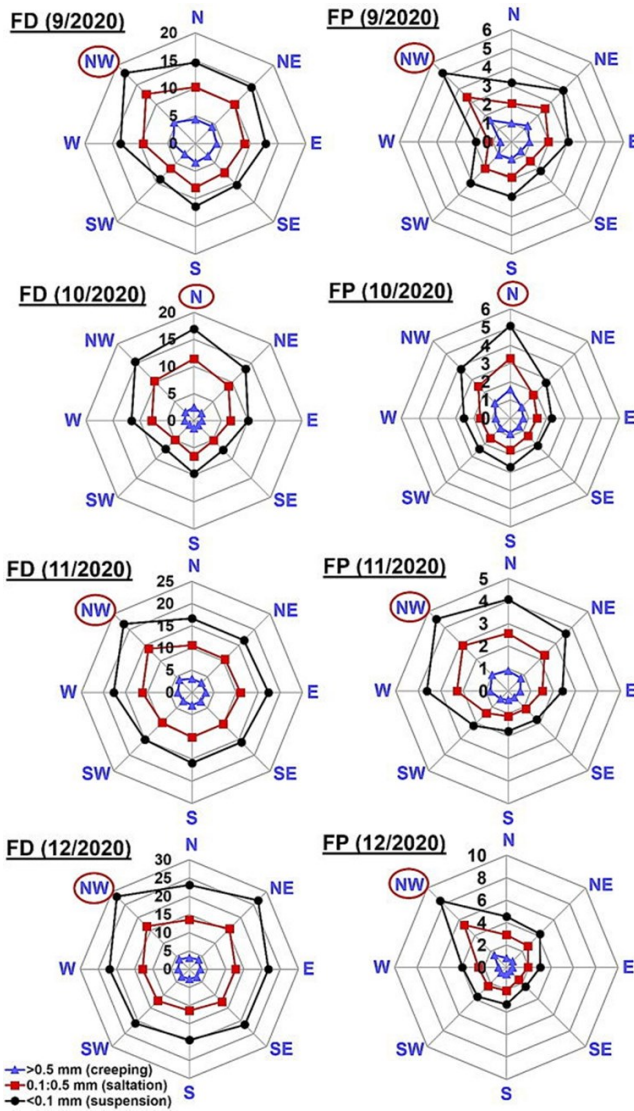 FD (9/2020)
N
NE
E
SE
S
SW
W
NW
20
15
10
5
0
FP (9/2020)
N
NE
E
SE
S
SW
W
NW
6
5
4
3
2
1
0
FD (10/2020)
N
NE
E
SE
S
SW
W
NW
20
15
10
5
0
FP (10/2020)
N
NE
E
SE
S
SW
W
NW
6
5
4
3
2
1
0
FD (11/2020)
N
NE
E
SE
S
SW
W
NW
25
20
15
10
5
0
FP (11/2020)
N
NE
E
SE
S
SW
W
NW
5
4
3
2
1
0
FD (12/2020)
N
NE
E
SE
S
SW
W
NW
30
25
20
15
10
5
0
FP (12/2020)
N
NE
E
SE
S
SW
W
NW
10
8
6
4
2
0
>0.5 mm (creeping)
0.1:0.5 mm (saltation)
<0.1 mm (suspension)